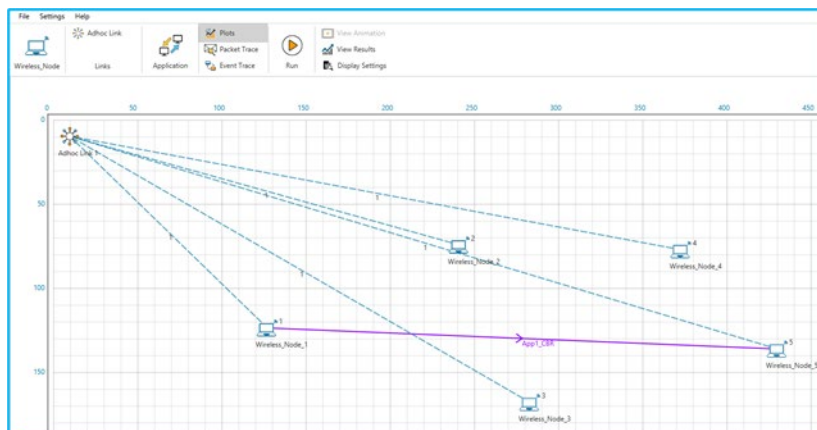 File Settings Help
Adhoc Link
Plots
View Animation
Packet Trace
View Results
Wireless_Node
Links
Application
Event Trace
Run
Display Settings
0 50 100 150 200 250 300 350 400 450
0
Adhoc Link_1
1
1
1
1
1
50
2
Wireless_Node_2
4
Wireless_Node_4
100
1
Wireless_Node_1
App1_CBR
5
Wireless_Node_5
150
3
Wireless_Node_3